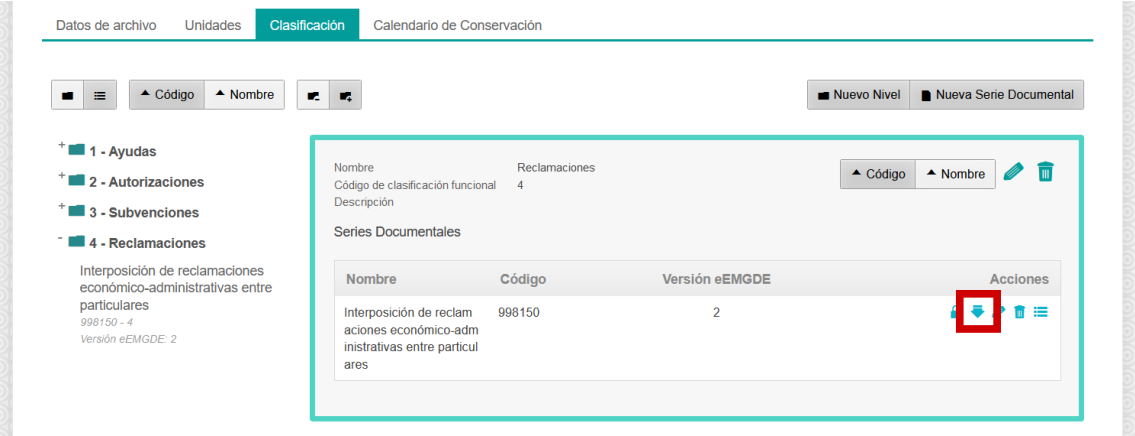 Datos de archivo Unidades Clasificación Calendario de Conservación
Código Nombre Nuevo Nivel Nueva Serie Documental
1 - Ayudas
2 - Autorizaciones
3 - Subvenciones
4 - Reclamaciones
Interposición de reclamaciones
económico-administrativas entre
particulares
998150 - 4
Versión eEMGDE: 2
Nombre Reclamaciones
Código de clasificación funcional 4
Descripción
Código Nombre
Series Documentales
Nombre Código Versión eEMGDE Acciones
Interposición de reclam 998150 2
aciones económico-adm
inistrativas entre particul
ares